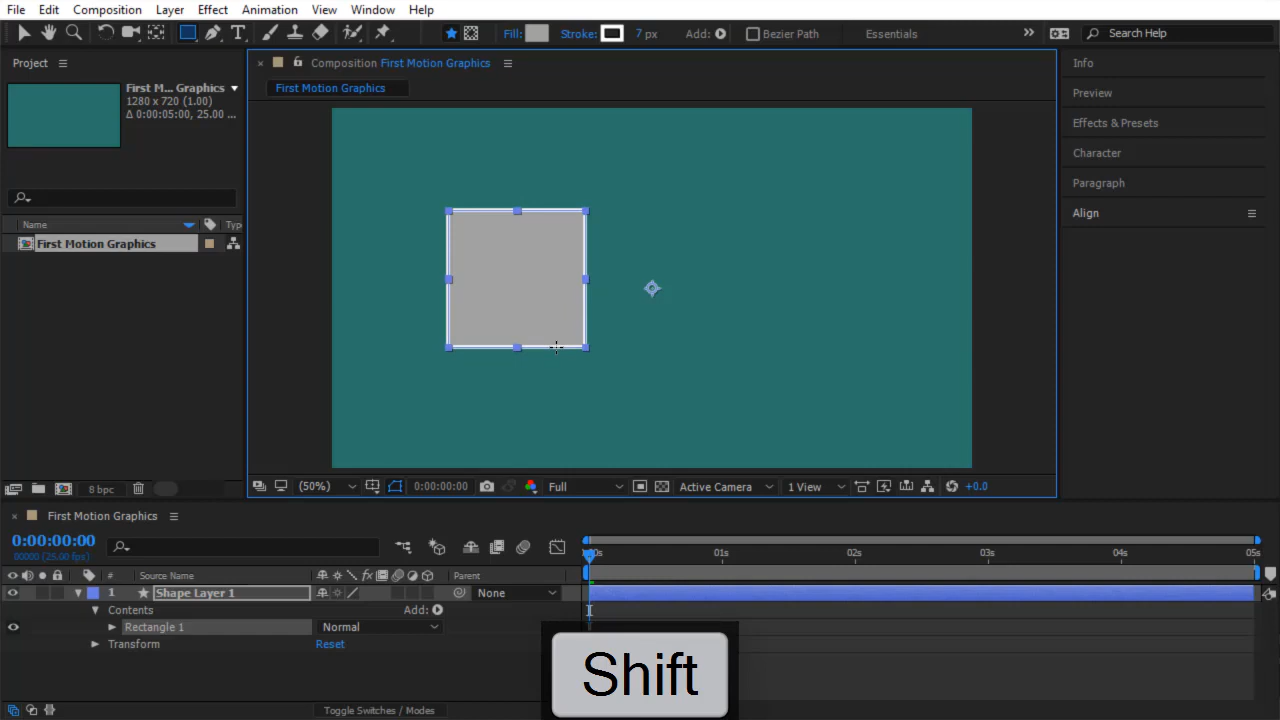 File Edit Composition Layer Effect Animation View Window Help
Fill: Stroke: 7 px Add: Bezier Path Essentials Search Help
Project
First M... Graphics
1280 x 720 (1.00)
Δ 0:00:05:00, 25.00 ...
Name Type
First Motion Graphics
8 bpc
Composition First Motion Graphics
First Motion Graphics
(50%) 0:00:00:00 Full Active Camera 1 View +0.0
Info
Preview
Effects & Presets
Character
Paragraph
Align
First Motion Graphics
0:00:00:00
00000 (25.00 fps)
# Source Name Parent
:00s 01s 02s 03s 04s 05s
1 Shape Layer 1 None
Contents Add:
Rectangle 1 Normal
Transform Reset
Toggle Switches / Modes
Shift